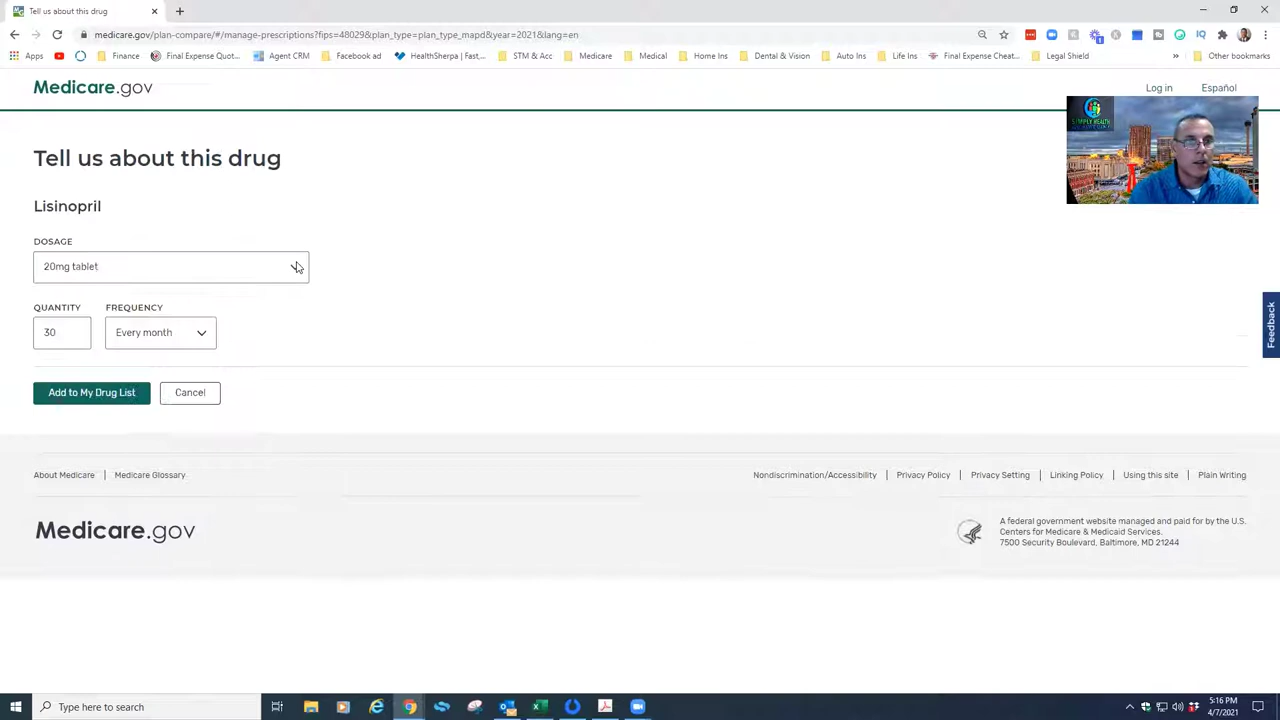 Tell us about this drug
medicare.gov/plan-compare/#/manage-prescriptions?fips=48029&plan_type=plan_type_mapd&year=2021&lang=en
Apps
Finance
Final Expense Quot...
Agent CRM
Facebook ad
HealthSherpa | Fast,...
STM & Acc
Medicare
Medical
Home Ins
Dental & Vision
Auto Ins
Life Ins
Final Expense Cheat...
Legal Shield
Other bookmarks
Medicare.gov
Log in
Español
SIMPLY HEALTH
Tell us about this drug
Lisinopril
DOSAGE
20mg tablet
QUANTITY
FREQUENCY
30
Every month
Add to My Drug List
Cancel
Feedback
About Medicare | Medicare Glossary
Nondiscrimination/Accessibility | Privacy Policy | Privacy Setting | Linking Policy | Using this site | Plain Writing
Medicare.gov
A federal government website managed and paid for by the U.S.
Centers for Medicare & Medicaid Services.
7500 Security Boulevard, Baltimore, MD 21244
Type here to search
5:16 PM
4/7/2021